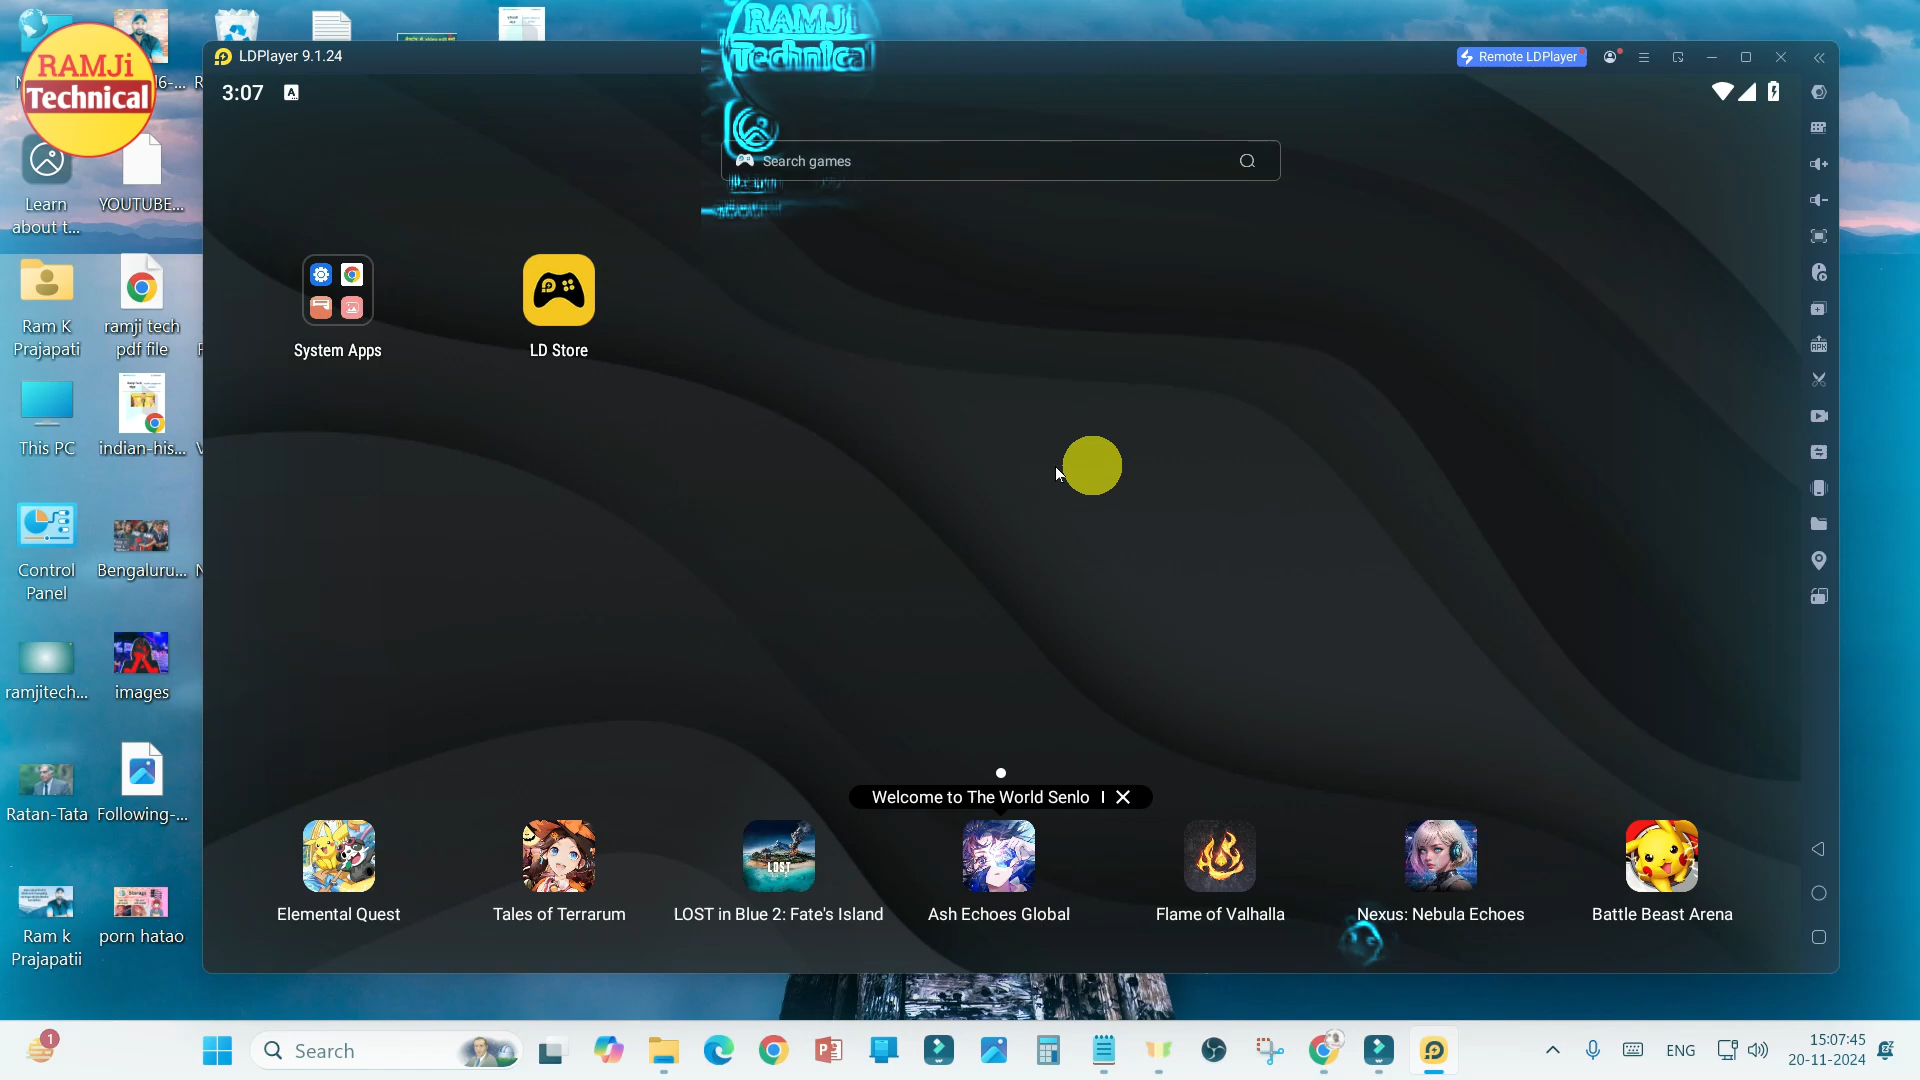 RAMJi
Technical
RAMJi
Technical
LDPlayer 9.1.24
Remote LDPlayer
3:07
A
Search games
Learn
about t...
YOUTUBE...
Ram K
Prajapati
ramji tech
pdf file
System Apps
LD Store
This PC
indian-his...
Control
Panel
Bengaluru...
ramjitech...
images
Ratan-Tata
Following-...
Ram k
Prajapatii
porn hatao
Welcome to The World Senlo
LOST
Elemental Quest
Tales of Terrarum
LOST in Blue 2: Fate's Island
Ash Echoes Global
Flame of Valhalla
Nexus: Nebula Echoes
Battle Beast Arena
1
Search
ENG
15:07:45
20-11-2024